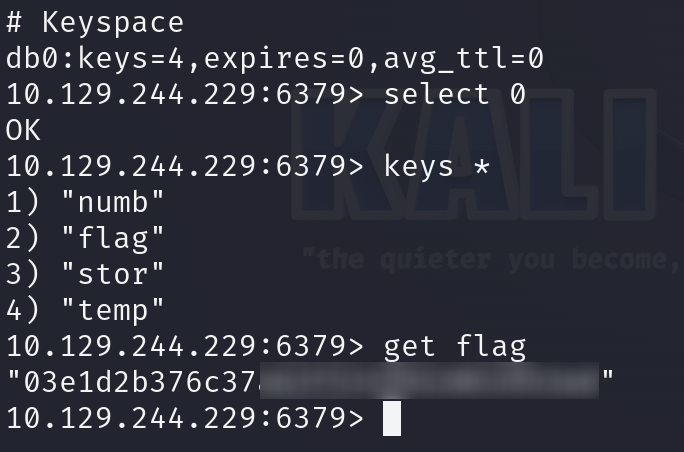 # Keyspace
db0:keys=4,expires=0,avg_ttl=0
10.129.244.229:6379> select 0
OK
10.129.244.229:6379> keys *
1) "numb"
2) "flag"
3) "stor"
4) "temp"
10.129.244.229:6379> get flag
"03e1d2b376c37
10.129.244.229:6379>
KALI
"the quieter you become,